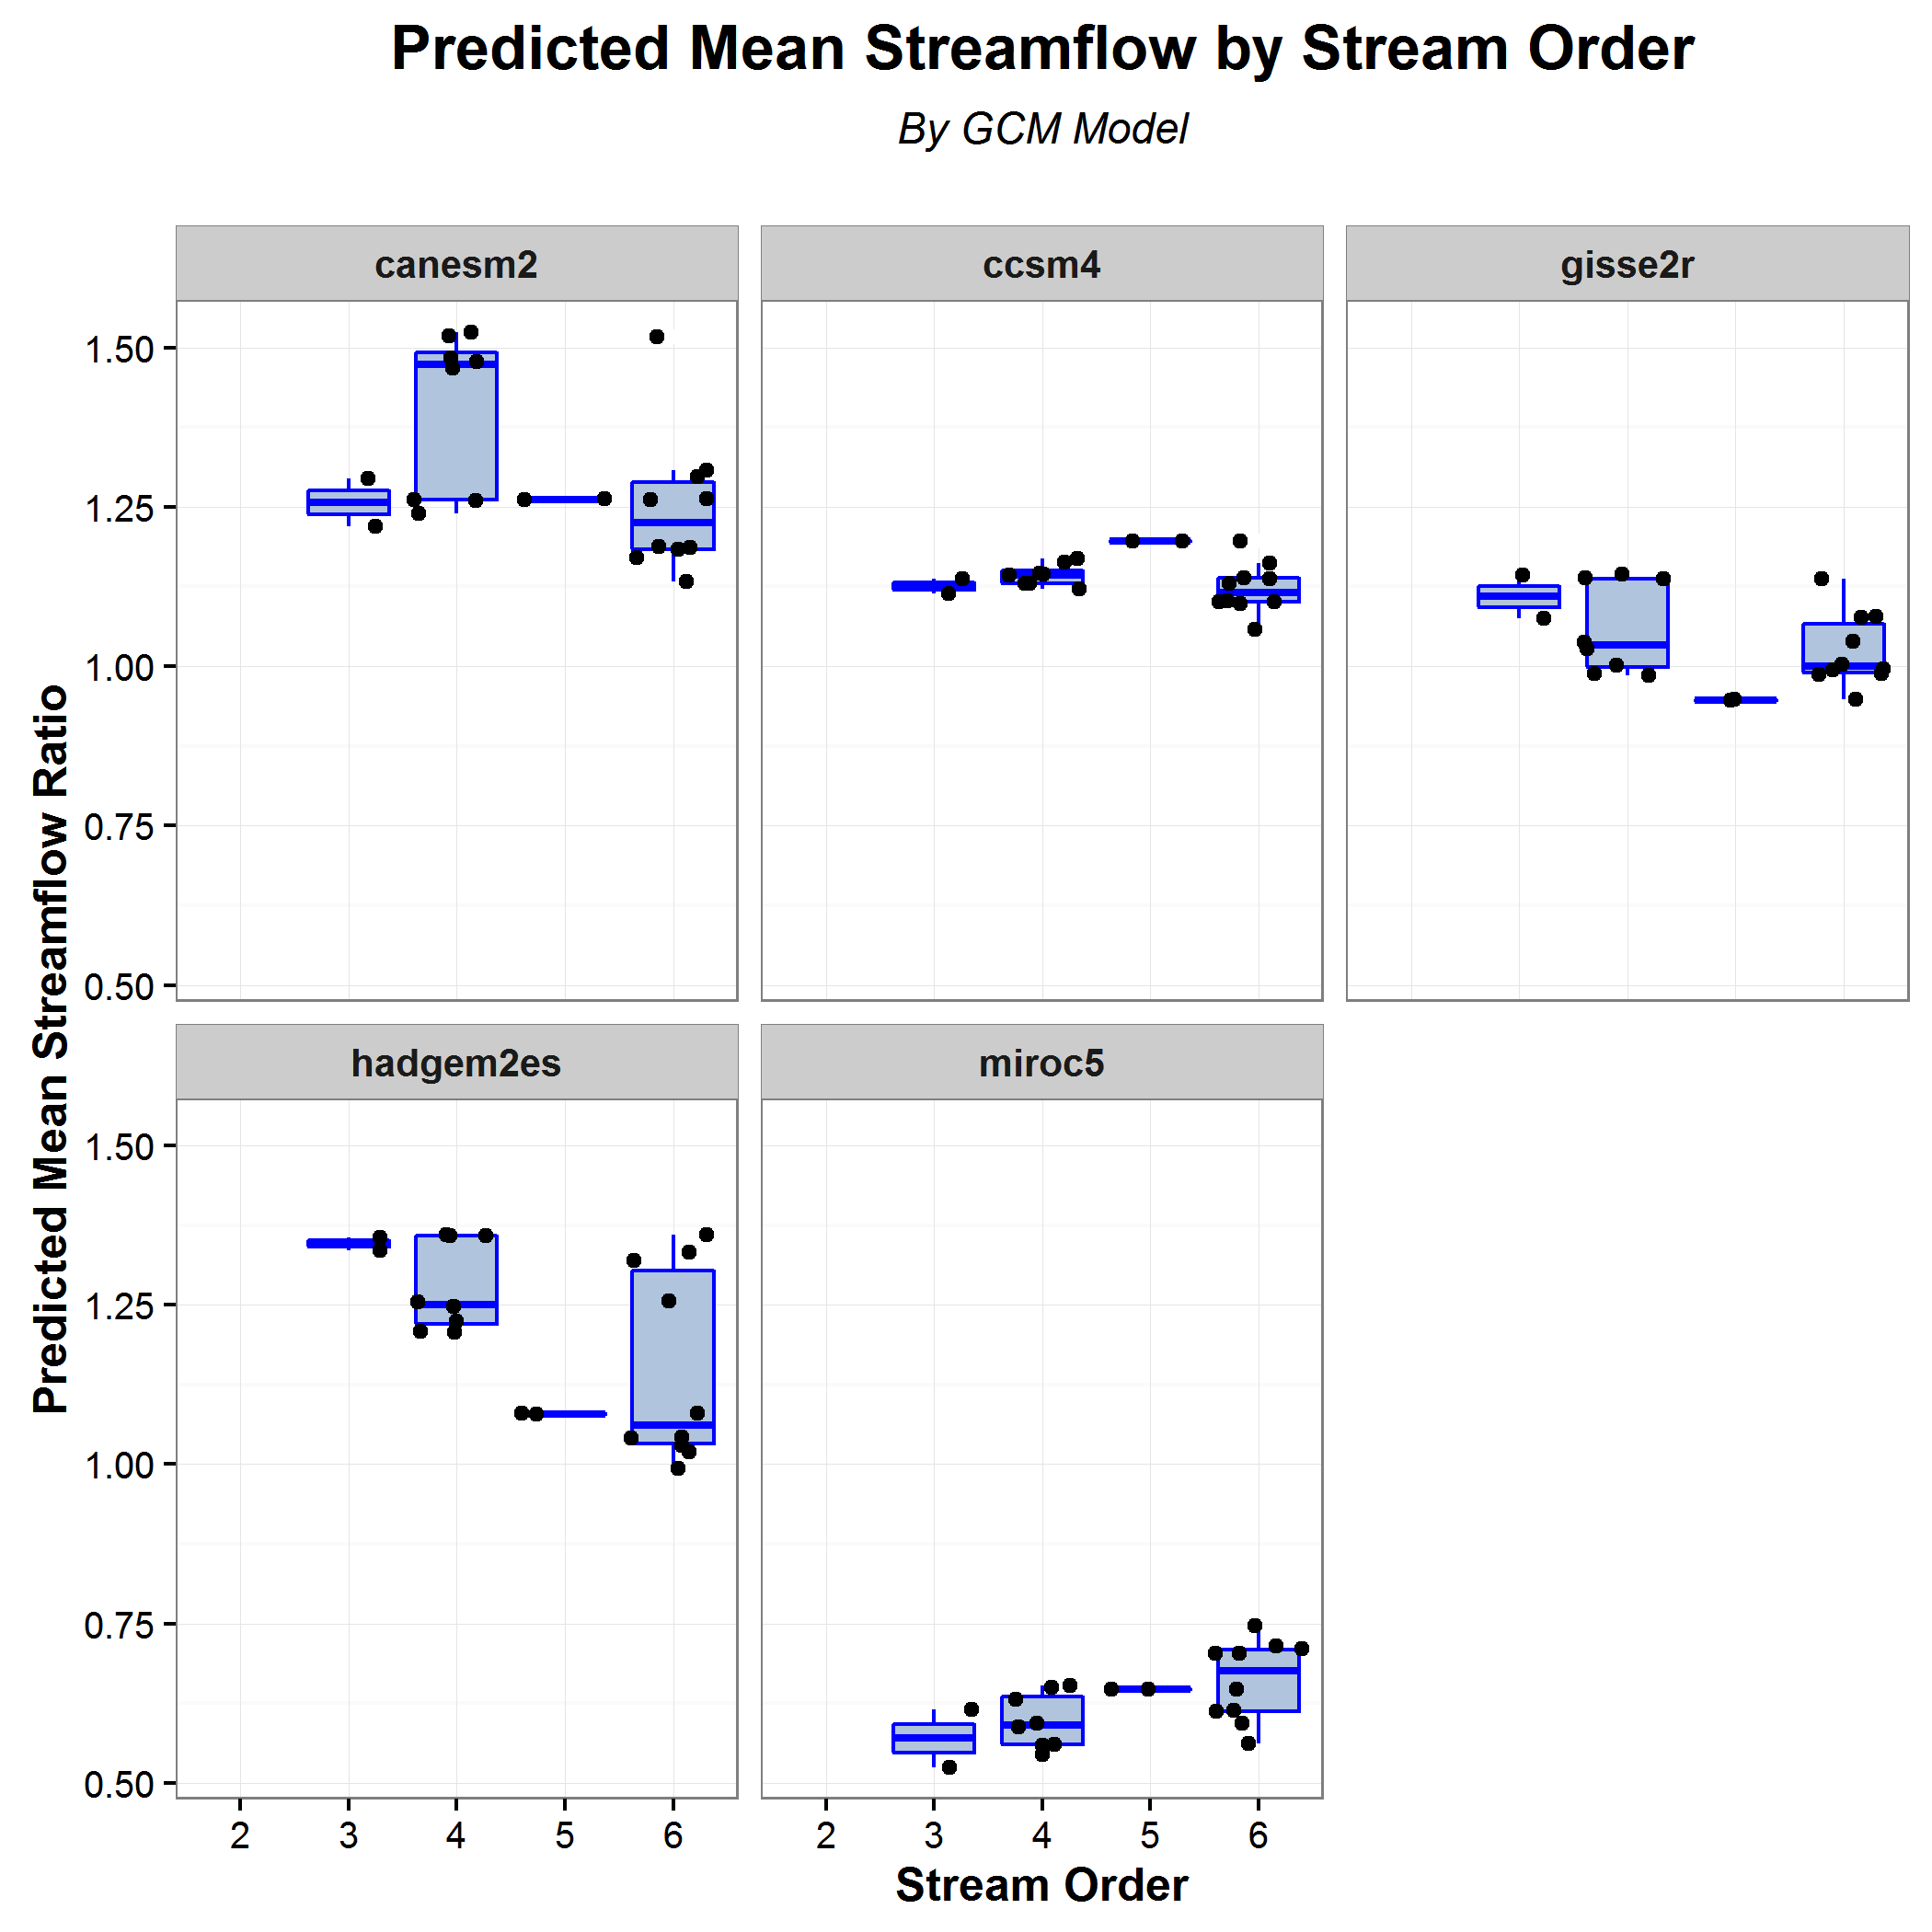 Predicted Mean Streamflow by Stream Order
By GCM Model
canesm2
ccsm4
gisse2r
1.50
1.25
1.00
0.75
0.50
Predicted Mean Streamflow Ratio
hadgem2es
miroc5
1.50
1.25
1.00
0.75
0.50
2 3 4 5 6
2 3 4 5 6
Stream Order